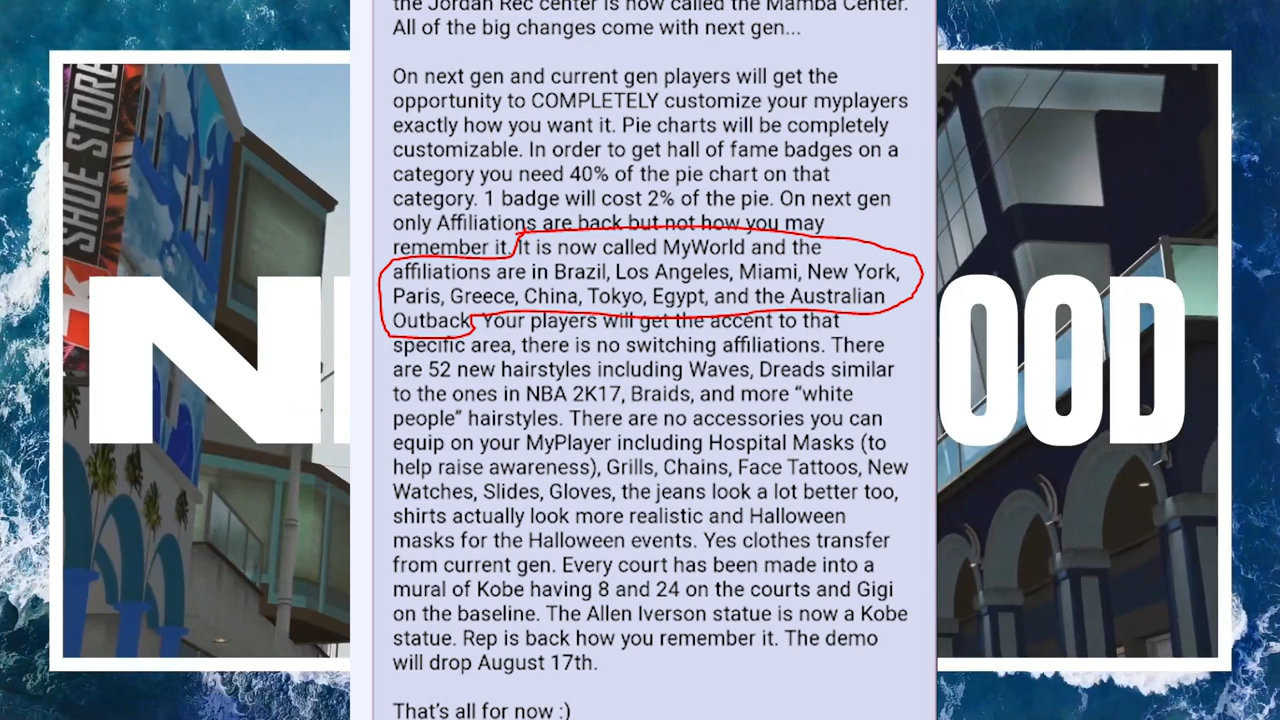 the Jordan Rec center is now called the Mamba Center.
All of the big changes come with next gen...
On next gen and current gen players will get the
opportunity to COMPLETELY customize your myplayers
exactly how you want it. Pie charts will be completely
customizable. In order to get hall of fame badges on a
category you need 40% of the pie chart on that
category. 1 badge will cost 2% of the pie. On next gen
only Affiliations are back but not how you may
remember it. It is now called MyWorld and the
affiliations are in Brazil, Los Angeles, Miami, New York,
Paris, Greece, China, Tokyo, Egypt, and the Australian
Outback. Your players will get the accent to that
specific area, there is no switching affiliations. There
are 52 new hairstyles including Waves, Dreads similar
to the ones in NBA 2K17, Braids, and more “white
people” hairstyles. There are no accessories you can
equip on your MyPlayer including Hospital Masks (to
help raise awareness), Grills, Chains, Face Tattoos, New
Watches, Slides, Gloves, the jeans look a lot better too,
shirts actually look more realistic and Halloween
masks for the Halloween events. Yes clothes transfer
from current gen. Every court has been made into a
mural of Kobe having 8 and 24 on the courts and Gigi
on the baseline. The Allen Iverson statue is now a Kobe
statue. Rep is back how you remember it. The demo
will drop August 17th.
That’s all for now :)
SHOE STORE
N
OOD